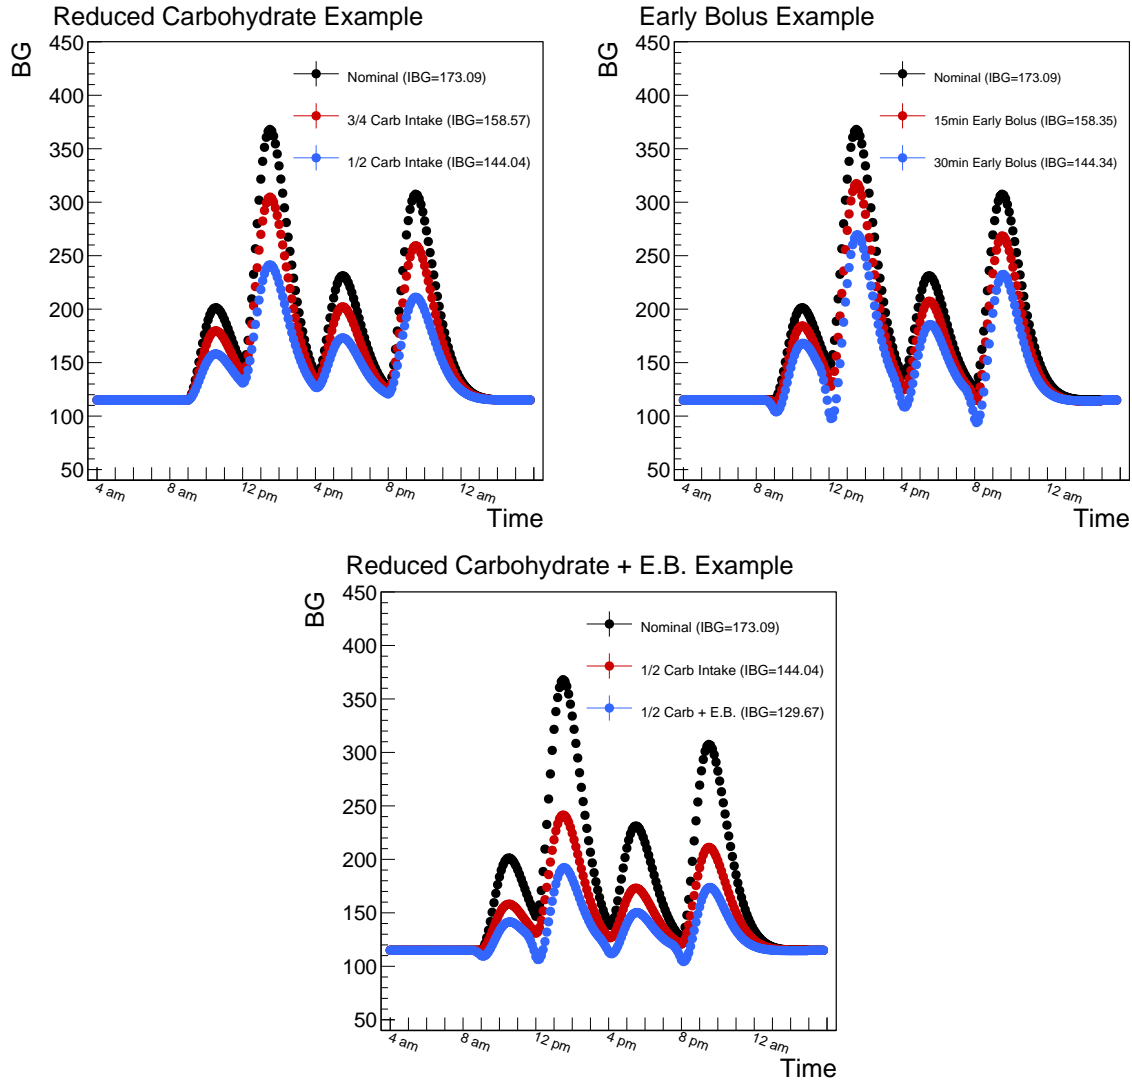 Reduced Carbohydrate Example
BG
450
400
350
300
250
200
150
100
50
Nominal (IBG=173.09)
3/4 Carb Intake (IBG=158.57)
1/2 Carb Intake (IBG=144.04)
4 am
8 am
12 pm
4 pm
8 pm
12 am
Time
Early Bolus Example
BG
450
400
350
300
250
200
150
100
50
Nominal (IBG=173.09)
15min Early Bolus (IBG=158.35)
30min Early Bolus (IBG=144.34)
4 am
8 am
12 pm
4 pm
8 pm
12 am
Time
Reduced Carbohydrate + E.B. Example
BG
450
400
350
300
250
200
150
100
50
Nominal (IBG=173.09)
1/2 Carb Intake (IBG=144.04)
1/2 Carb + E.B. (IBG=129.67)
4 am
8 am
12 pm
4 pm
8 pm
12 am
Time